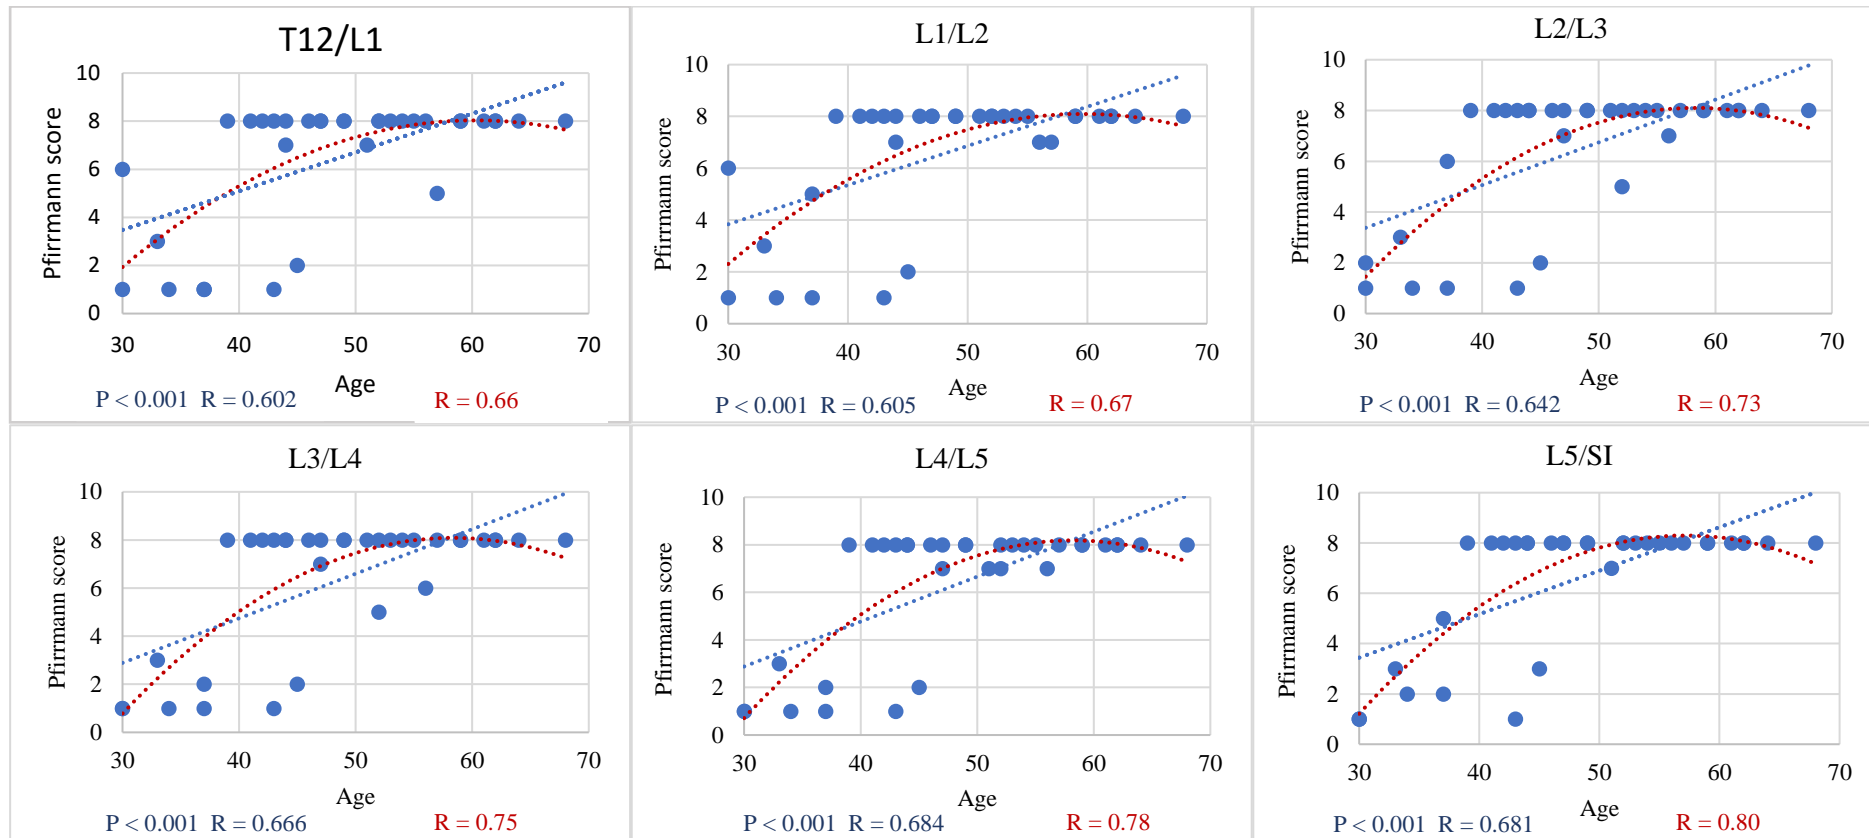 T12/L1
Pfirrmann score
10
8
6
4
2
0
30 40 50 60 70
Age
P < 0.001 R = 0.602 R = 0.66
L1/L2
Pfirrmann score
10
8
6
4
2
0
30 40 50 60 70
Age
P < 0.001 R = 0.605 R = 0.67
L2/L3
Pfirrmann score
10
8
6
4
2
0
30 40 50 60 70
Age
P < 0.001 R = 0.642 R = 0.73
L3/L4
Pfirrmann score
10
8
6
4
2
0
30 40 50 60 70
Age
P < 0.001 R = 0.666 R = 0.75
L4/L5
Pfirrmann score
10
8
6
4
2
0
30 40 50 60 70
Age
P < 0.001 R = 0.684 R = 0.78
L5/SI
Pfirrmann score
10
8
6
4
2
0
30 40 50 60 70
Age
P < 0.001 R = 0.681 R = 0.80